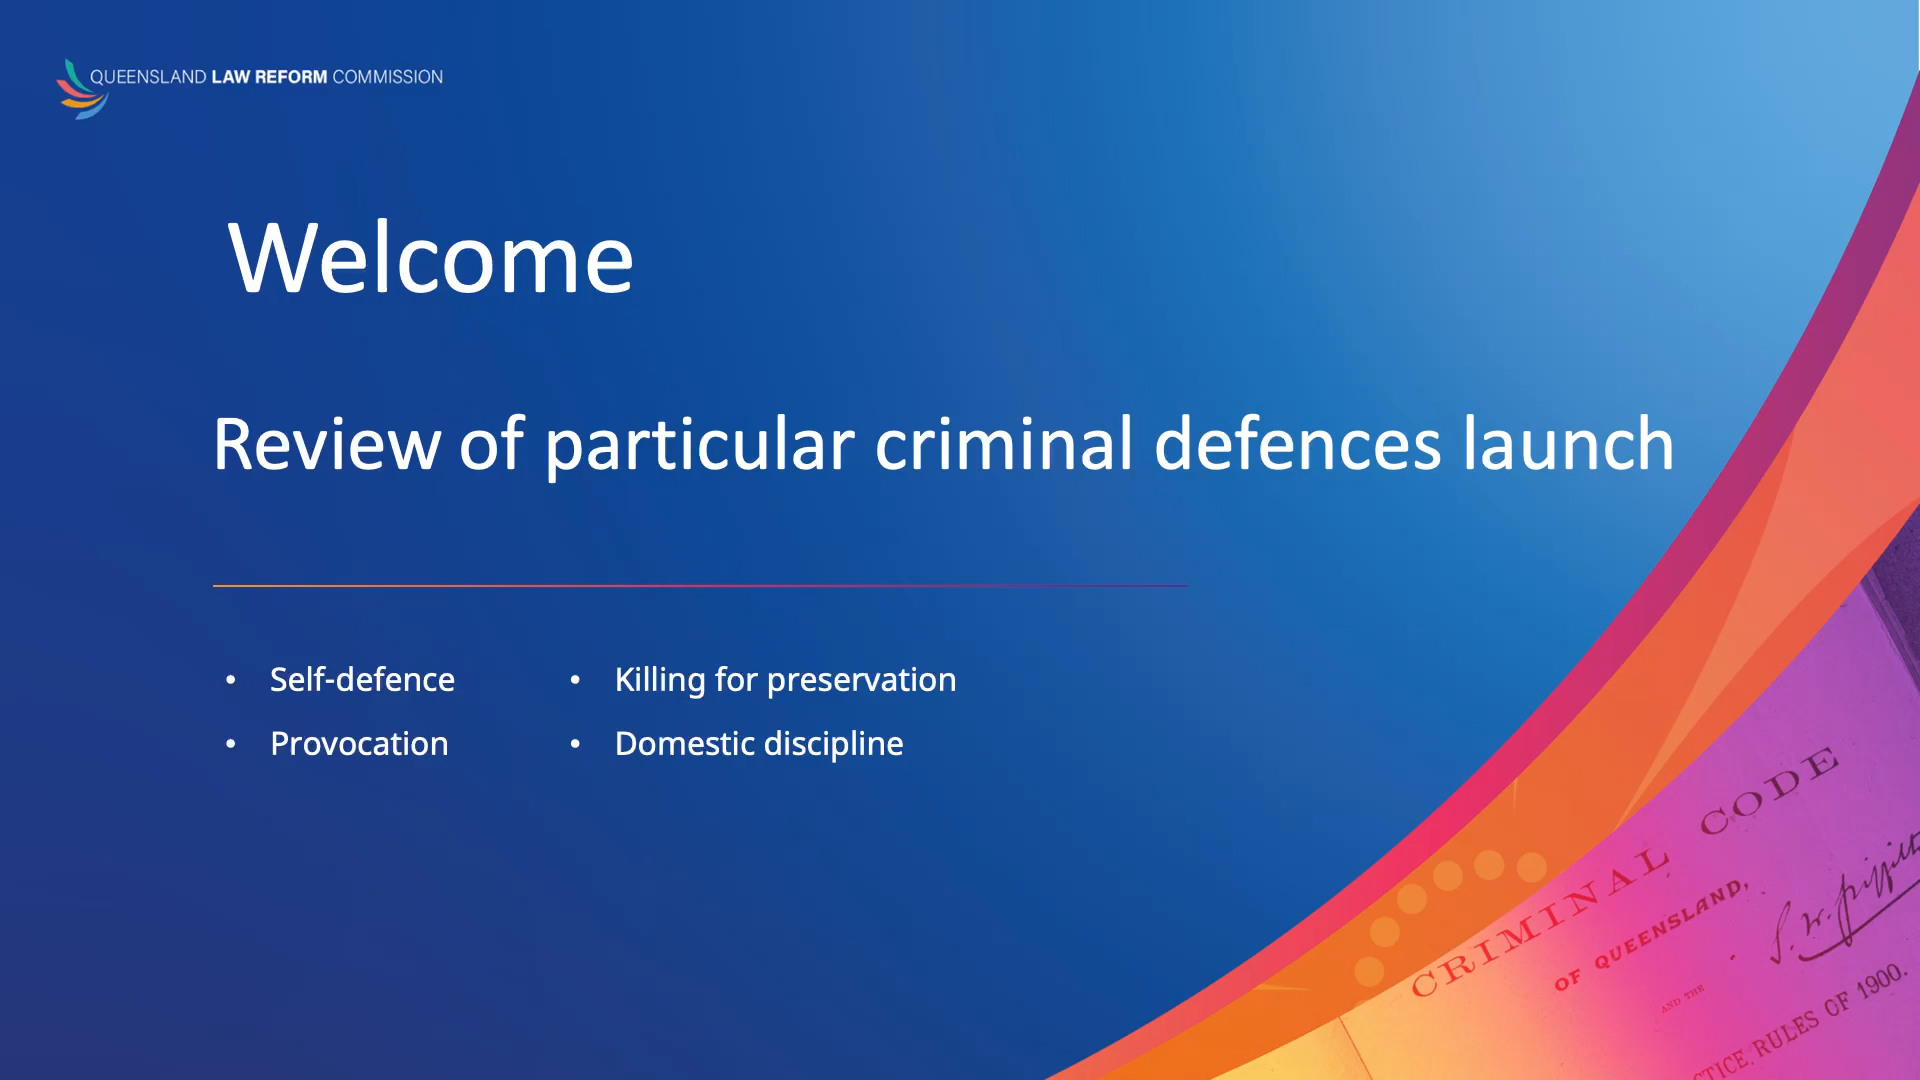 QUEENSLAND LAW REFORM COMMISSION
Welcome
Review of particular criminal defences launch
• Self-defence
• Provocation
• Killing for preservation
• Domestic discipline
CRIMINAL CODE
OF QUEENSLAND,
S. W. Griffith
AND THE
RULES OF 1900.